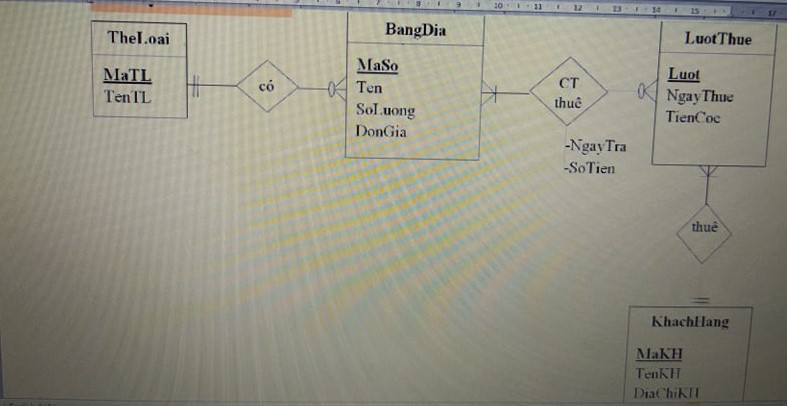 TheLoai
MaTL
TenTL
có
BangDia
MaSo
Ten
SoLuong
DonGia
CT
thuê
-NgayTra
-SoTien
LuotThue
Luot
NgayThue
TienCoc
thuê
KhachHang
MaKH
TenKH
DiaChiKH